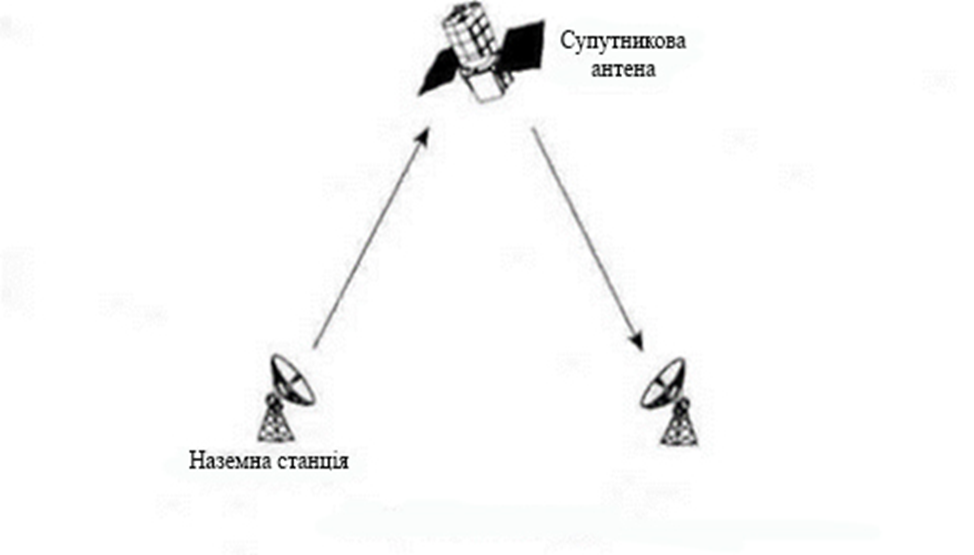 Супутникова
антена
Наземна станція